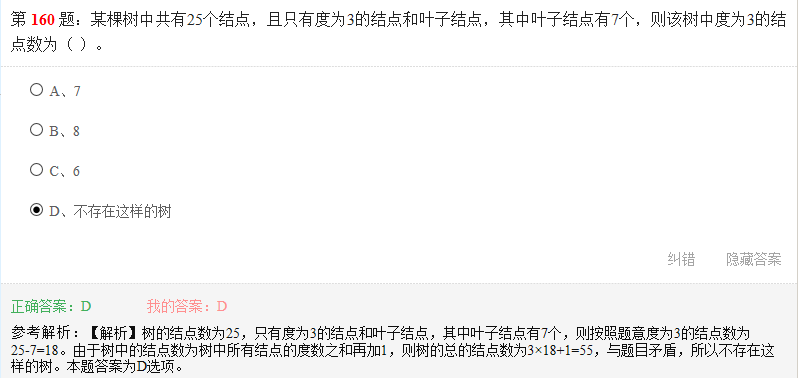 第 160 题：某棵树中共有25个结点，且只有度为3的结点和叶子结点，其中叶子结点有7个，则该树中度为3的结
点数为（ ）。
A、7
B、8
C、6
D、不存在这样的树
纠错 隐藏答案
正确答案：D 我的答案：D
参考解析：【解析】树的结点数为25，只有度为3的结点和叶子结点，其中叶子结点有7个，则按照题意度为3的结点数为
25-7=18。由于树中的结点数为树中所有结点的度数之和再加1，则树的总的结点数为3×18+1=55，与题目矛盾，所以不存在这
样的树。本题答案为D选项。